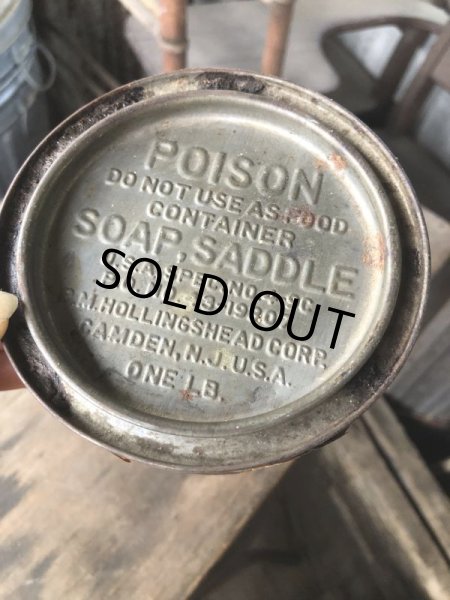 POISON
DO NOT USE AS FOOD
CONTAINER
SOAP, SADDLE
SOLD OUT
HOLLINGSHEAD CORP.
CAMDEN, N.J. U.S.A.
ONE LB.